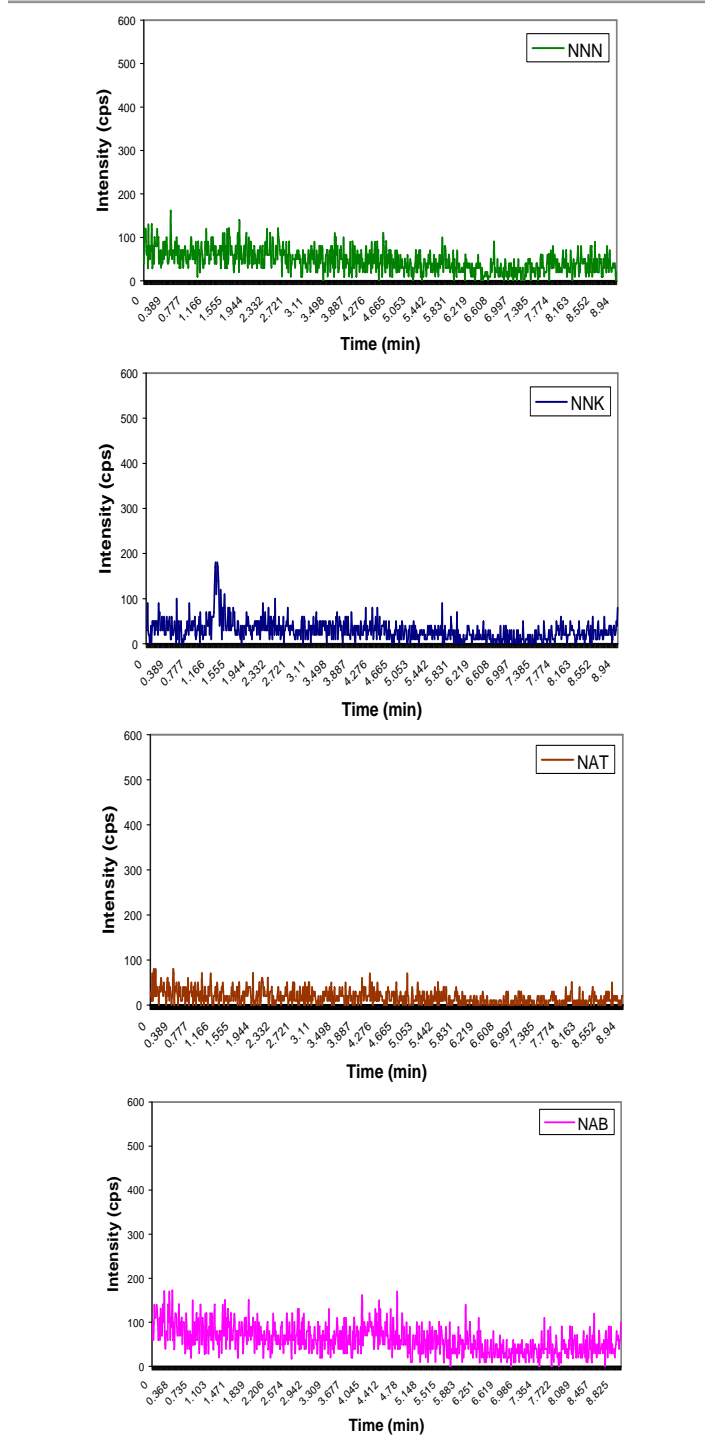 600
NNN
500
400
300
200
100
0
Intensity (cps)
0 0.389 0.777 1.166 1.555 1.944 2.332 2.721 3.11 3.498 3.887 4.276 4.665 5.053 5.442 5.831 6.219 6.608 6.997 7.385 7.774 8.163 8.552 8.94
Time (min)
600
NNK
500
400
300
200
100
0
Intensity (cps)
0 0.389 0.777 1.166 1.555 1.944 2.332 2.721 3.11 3.498 3.887 4.276 4.665 5.053 5.442 5.831 6.219 6.608 6.997 7.385 7.774 8.163 8.552 8.94
Time (min)
600
NAT
500
400
300
200
100
0
Intensity (cps)
0 0.389 0.777 1.166 1.555 1.944 2.332 2.721 3.11 3.498 3.887 4.276 4.665 5.053 5.442 5.831 6.219 6.608 6.997 7.385 7.774 8.163 8.552 8.94
Time (min)
600
NAB
500
400
300
200
100
0
Intensity (cps)
0 0.368 0.735 1.103 1.471 1.839 2.206 2.574 2.942 3.309 3.677 4.045 4.412 4.78 5.148 5.515 5.883 6.251 6.619 6.986 7.354 7.722 8.089 8.457 8.825
Time (min)